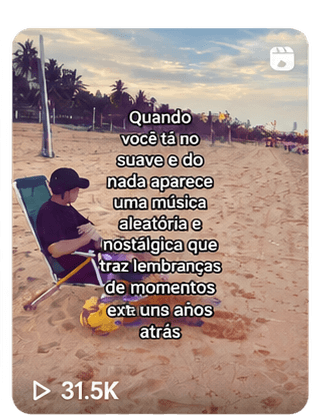 Quando
você tá no
suave e do
nada aparece
uma música
aleatória e
nostálgica que
traz lembranças
de momentos
uns anos
atrás
31.5K